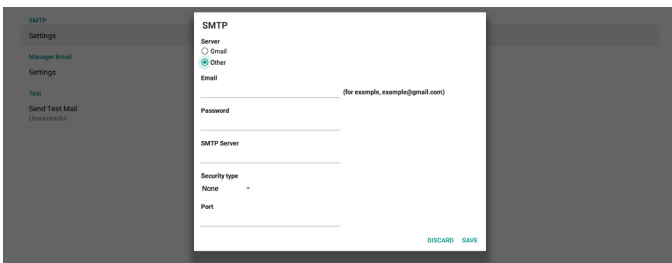 SMTP
Settings
Manager Email
Settings
Test
Send Test Mail
Unsuccessful
SMTP
Server
Gmail
Other
Email
(for example, example@gmail.com)
Password
SMTP Server
Security type
None
Port
DISCARD SAVE